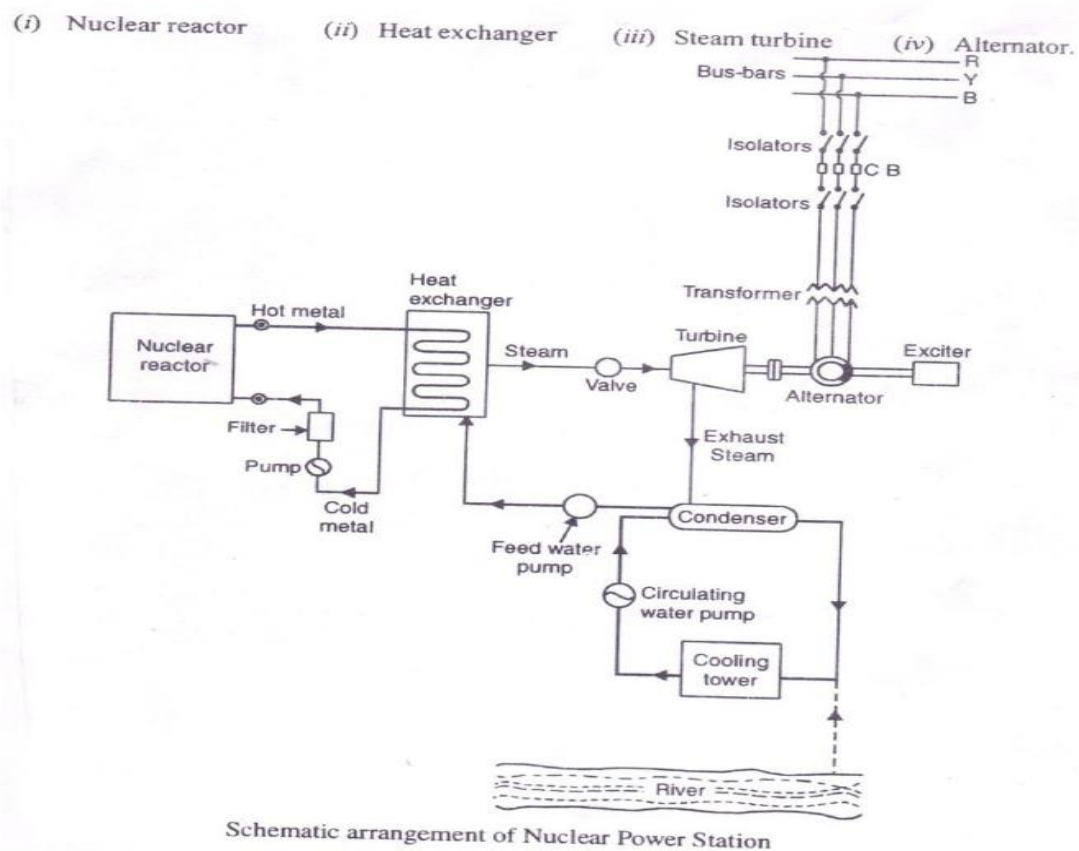 (i) Nuclear reactor (ii) Heat exchanger (iii) Steam turbine (iv) Alternator.
R
Bus-bars
Y
B
Isolators
C B
Isolators
Heat
exchanger
Transformer
Hot metal
Turbine
Nuclear
reactor
Steam
Exciter
Valve
Alternator
Filter
Exhaust
Steam
Pump
Cold
metal
Condenser
Feed water
pump
Circulating
water pump
Cooling
tower
River
Schematic arrangement of Nuclear Power Station